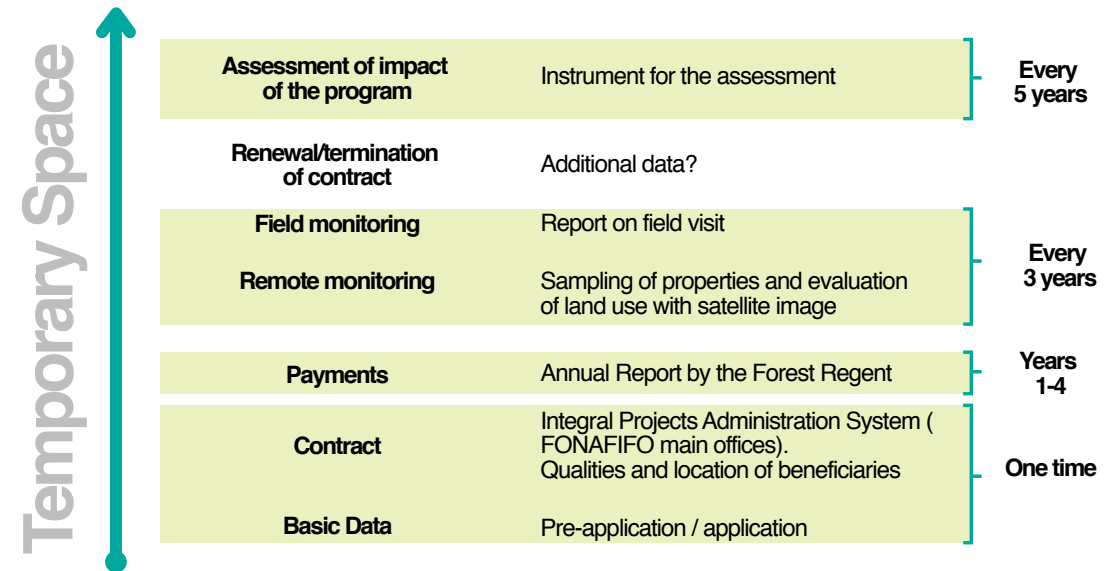 Temporary Space
Assessment of impact
of the program
Instrument for the assessment
Every
5 years
Renewal/termination
of contract
Additional data?
Field monitoring
Report on field visit
Remote monitoring
Sampling of properties and evaluation
of land use with satellite image
Every
3 years
Payments
Annual Report by the Forest Regent
Years
1-4
Contract
Integral Projects Administration System (
FONAFIFO main offices).
Qualities and location of beneficiaries
Basic Data
Pre-application / application
One time